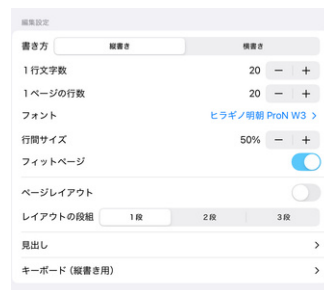 編集設定
書き方 縦書き 横書き
1行文字数 20 － ＋
1ページの行数 20 － ＋
フォント ヒラギノ明朝 ProN W3 >
行間サイズ 50% － ＋
フィットページ
ページレイアウト
レイアウトの段組 1段 2段 3段
見出し >
キーボード（縦書き用） >